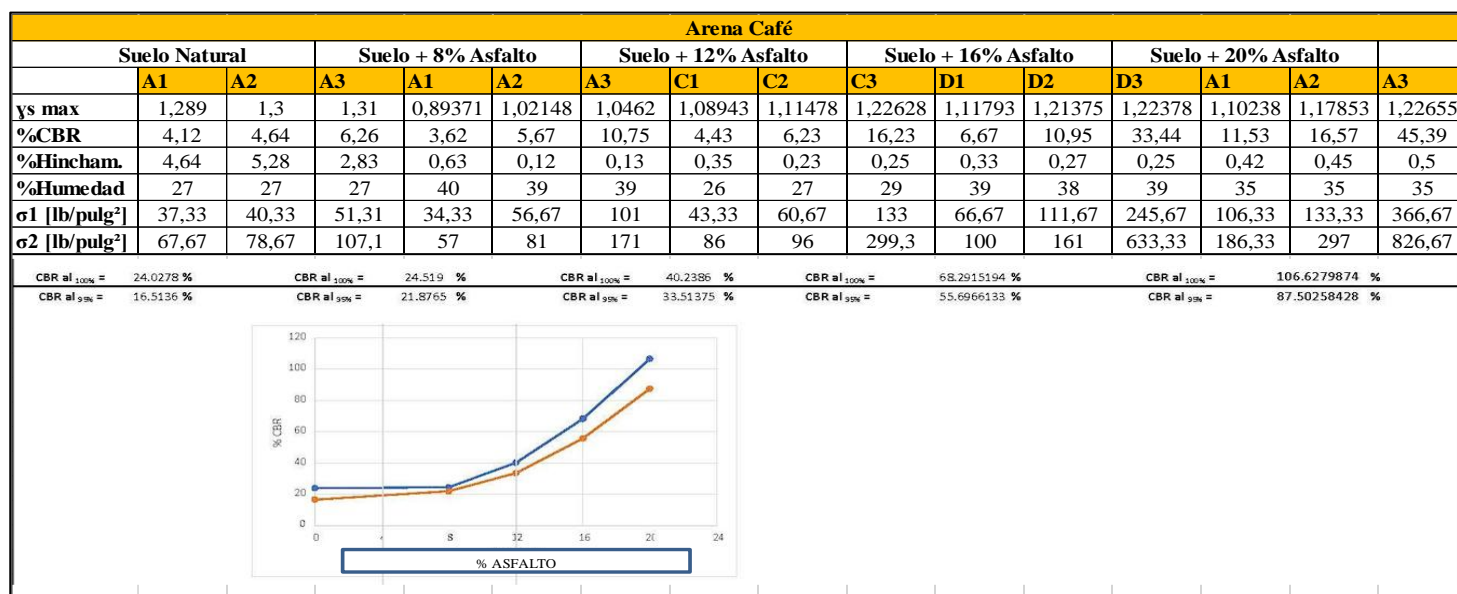 Arena Café
Suelo Natural Suelo + 8% Asfalto Suelo + 12% Asfalto Suelo + 16% Asfalto Suelo + 20% Asfalto
A1 A2 A3 A1 A2 A3 C1 C2 C3 D1 D2 D3 A1 A2 A3
ɣs max 1,289 1,3 1,31 0,89371 1,02148 1,0462 1,08943 1,11478 1,22628 1,11793 1,21375 1,22378 1,10238 1,17853 1,22655
%CBR 4,12 4,64 6,26 3,62 5,67 10,75 4,43 6,23 16,23 6,67 10,95 33,44 11,53 16,57 45,39
%Hincham. 4,64 5,28 2,83 0,63 0,12 0,13 0,35 0,23 0,25 0,33 0,27 0,25 0,42 0,45 0,5
%Humedad 27 27 27 40 39 39 26 27 29 39 38 39 35 35 35
σ1 [lb/pulg²] 37,33 40,33 51,31 34,33 56,67 101 43,33 60,67 133 66,67 111,67 245,67 106,33 133,33 366,67
σ2 [lb/pulg²] 67,67 78,67 107,1 57 81 171 86 96 299,3 100 161 633,33 186,33 297 826,67
CBR al 100% = 24.0278 % CBR al 100% = 24.519 % CBR al 100% = 40.2386 % CBR al 100% = 68.2915194 % CBR al 100% = 106.6279874 %
CBR al 95% = 16.5136 % CBR al 95% = 21.8765 % CBR al 95% = 33.51375 % CBR al 95% = 55.6966133 % CBR al 95% = 87.50258428 %
120
100
80
60
40
20
0
% CBR
0 8 12 16 20 24
% ASFALTO